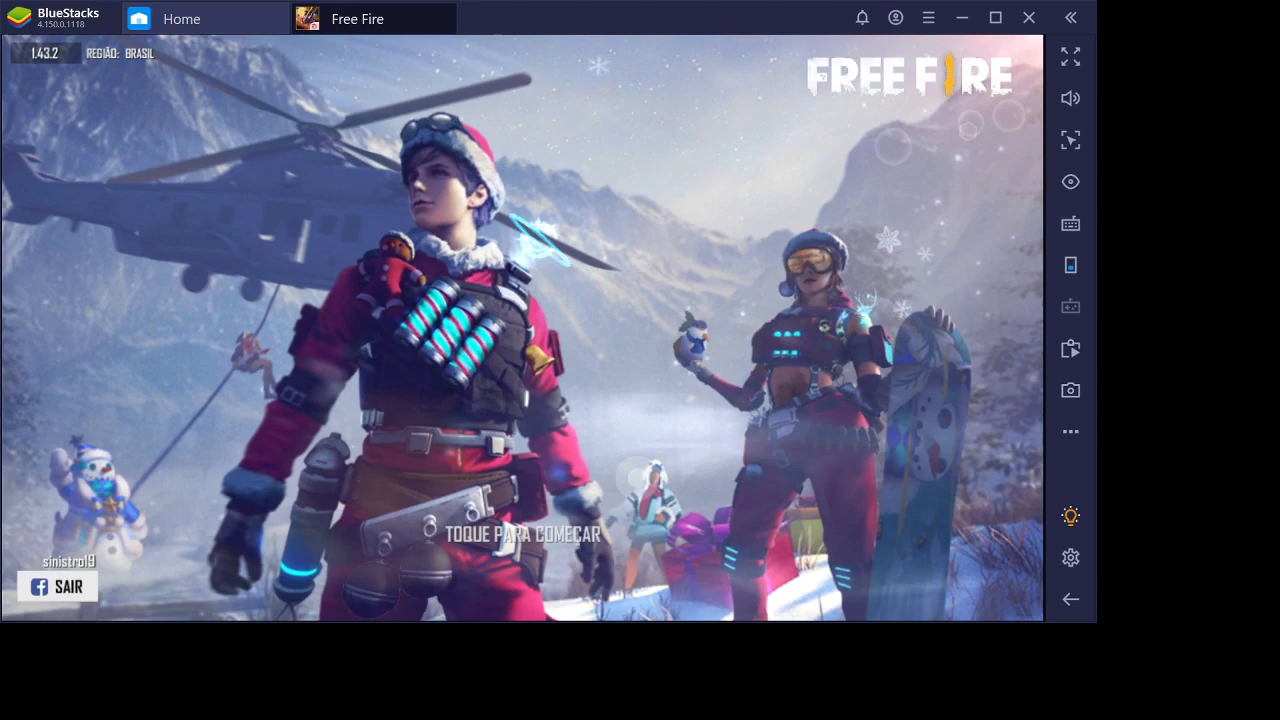 BlueStacks
4.150.0.1118
Home
Free Fire
1.43.2
REGIÃO: BRASIL
FREE FIRE
TOQUE PARA COMEÇAR
sinistro19
SAIR